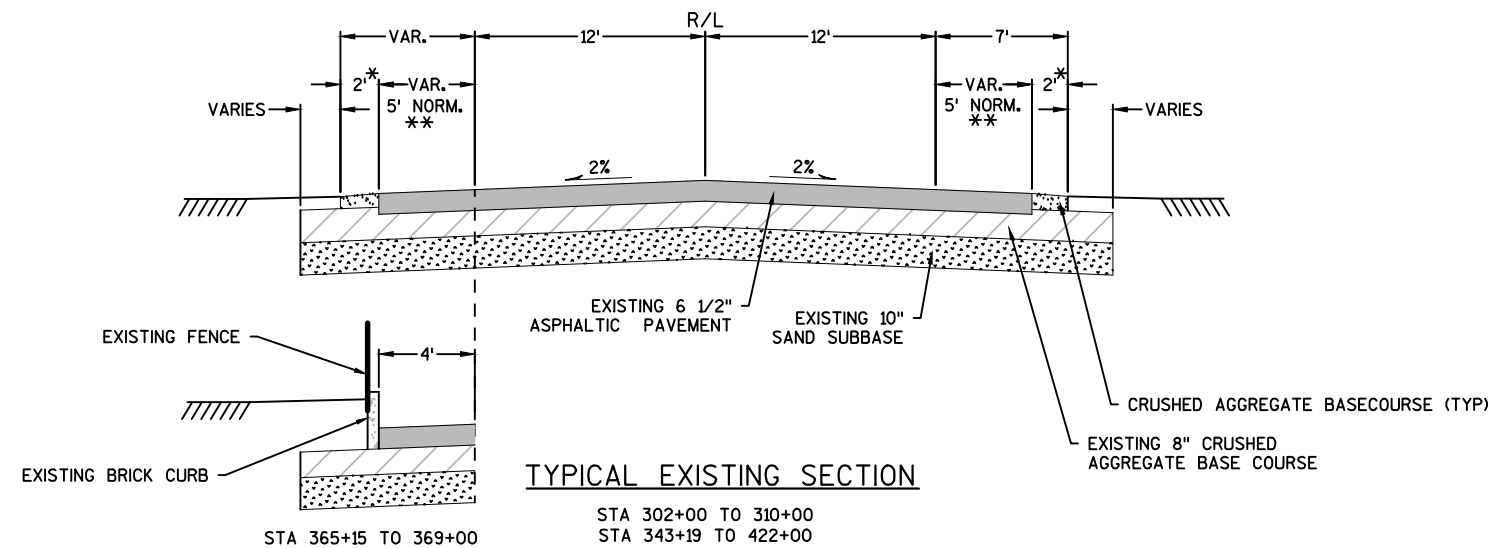 R/L
VAR. 12' 12' 7'
2'* VAR. VAR. 2'*
VARIES 5' NORM. 5' NORM. VARIES
** **
2% 2%
EXISTING 6 1/2"
ASPHALTIC PAVEMENT
EXISTING 10"
SAND SUBBASE
EXISTING FENCE
4'
CRUSHED AGGREGATE BASECOURSE (TYP)
EXISTING 8" CRUSHED
AGGREGATE BASE COURSE
EXISTING BRICK CURB
TYPICAL EXISTING SECTION
STA 302+00 TO 310+00
STA 343+19 TO 422+00
STA 365+15 TO 369+00